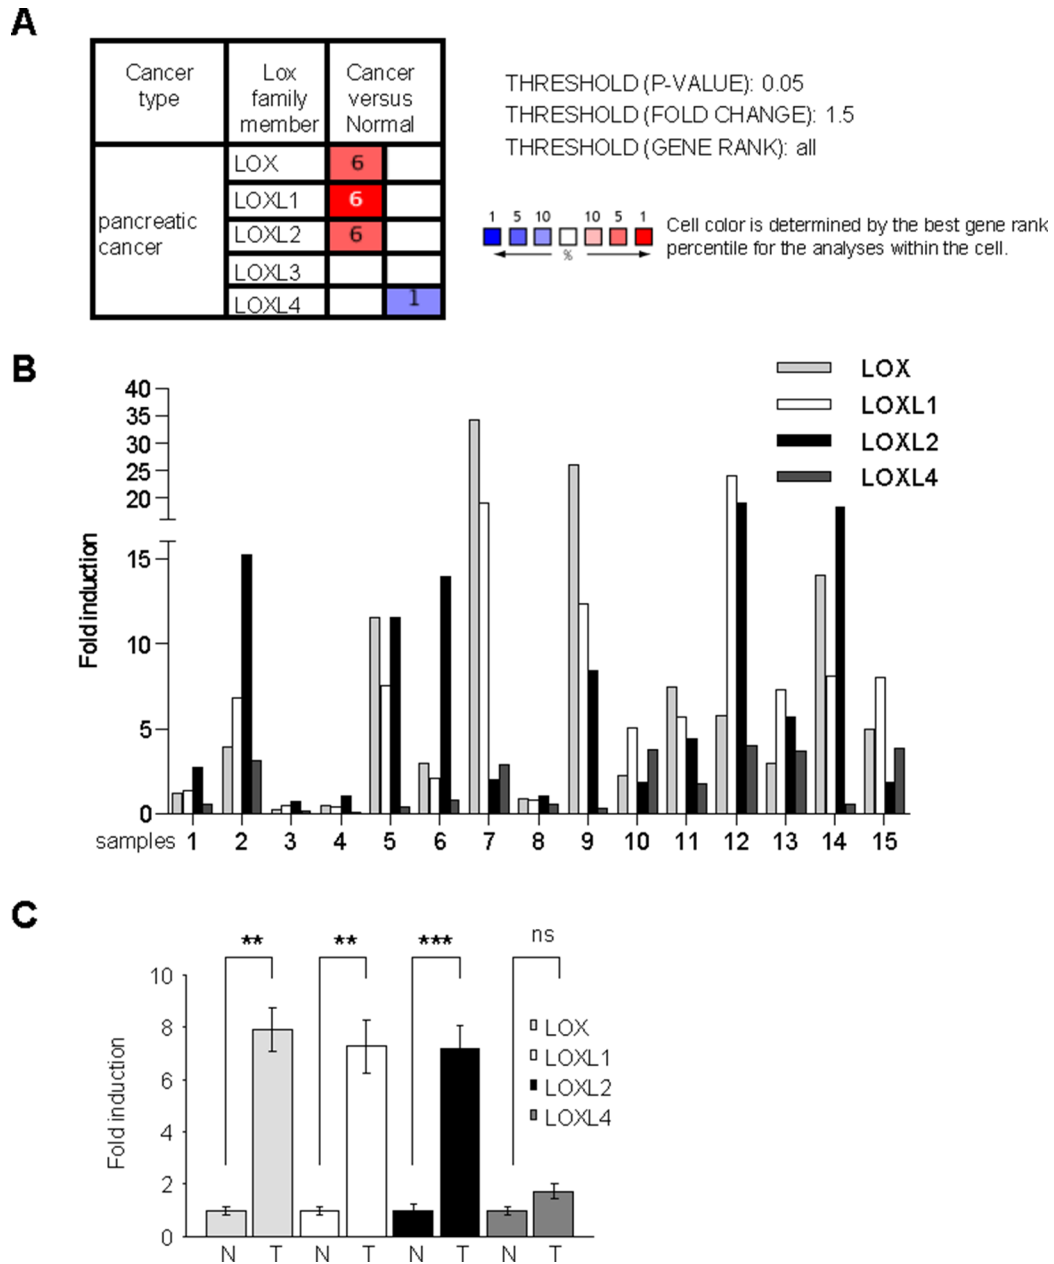 A
Cancer type
Lox family member
Cancer versus Normal
pancreatic cancer
LOX 6
LOXL1 6
LOXL2 6
LOXL3
LOXL4 1
THRESHOLD (P-VALUE): 0.05
THRESHOLD (FOLD CHANGE): 1.5
THRESHOLD (GENE RANK): all
1 5 10 10 5 1
%
Cell color is determined by the best gene rank
percentile for the analyses within the cell.
B
Fold induction
40
35
30
25
20
15
10
5
0
LOX
LOXL1
LOXL2
LOXL4
samples 1 2 3 4 5 6 7 8 9 10 11 12 13 14 15
C
Fold induction
10
8
6
4
2
0
** ** *** ns
LOX
LOXL1
LOXL2
LOXL4
N T N T N T N T